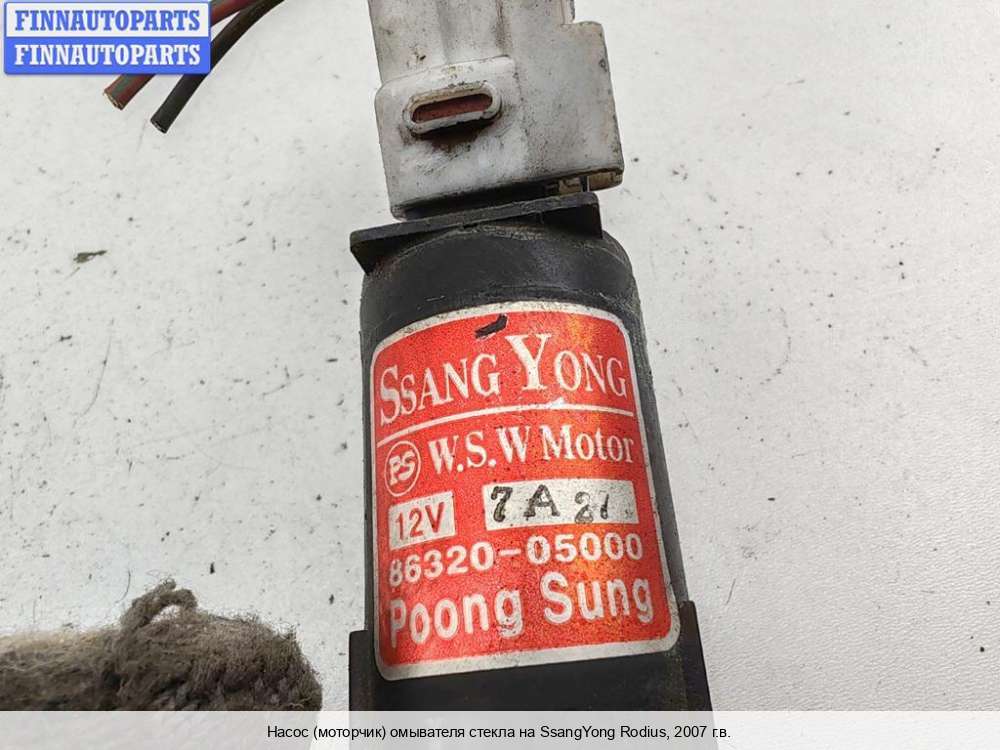 FINNAUTOPARTS
FINNAUTOPARTS
SSANG YONG
PS W.S.W Motor
12V 7A 21
86320-05000
Poong Sung
Насос (моторчик) омывателя стекла на SsangYong Rodius, 2007 г.в.